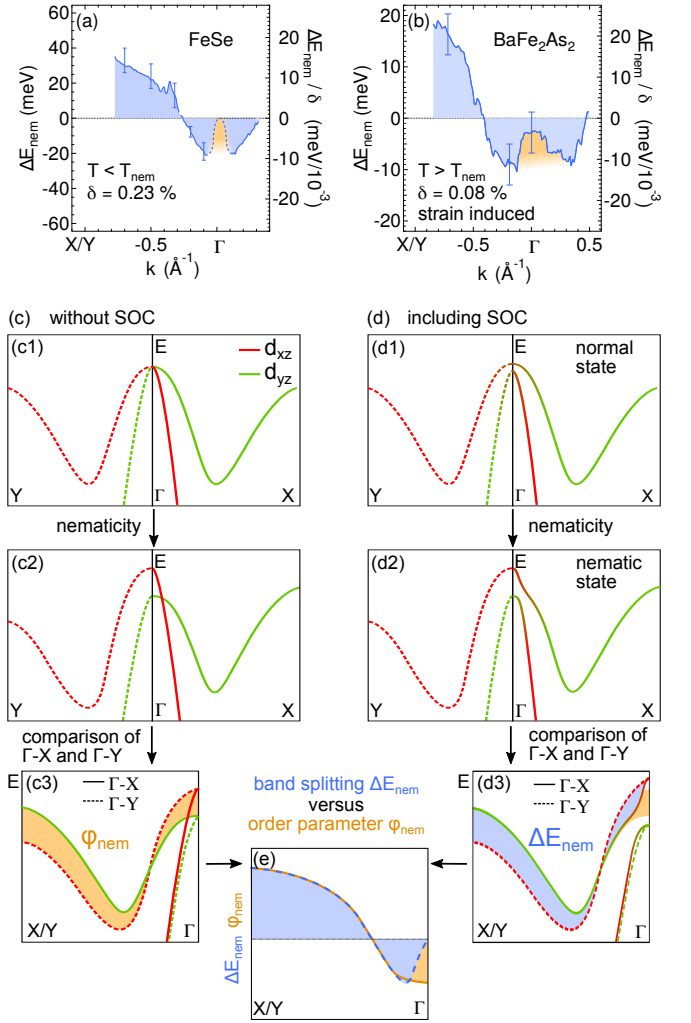 (a)
FeSe
ΔE_nem (meV)
60
40
20
0
-20
-40
-60
20
10
0
-10
-20
ΔE_nem / δ (meV/10⁻³)
T < T_nem
δ = 0.23 %
X/Y
-0.5
Γ
k (Å⁻¹)
(b)
BaFe₂As₂
ΔE_nem (meV)
20
10
0
-10
-20
20
10
0
-10
-20
ΔE_nem / δ (meV/10⁻³)
T > T_nem
δ = 0.08 %
strain induced
X/Y
-0.5
Γ
0.5
k (Å⁻¹)
(c) without SOC
(d) including SOC
(c1)
E
d_xz
d_yz
Y
Γ
X
(d1)
E
normal
state
Y
Γ
X
nematicity
nematicity
(c2)
E
Y
Γ
X
(d2)
E
nematic
state
Y
Γ
X
comparison of
Γ-X and Γ-Y
comparison of
Γ-X and Γ-Y
E
(c3)
Γ-X
Γ-Y
φ_nem
X/Y
Γ
band splitting ΔE_nem
versus
order parameter φ_nem
E
(d3)
Γ-X
Γ-Y
ΔE_nem
X/Y
Γ
(e)
ΔE_nem φ_nem
X/Y
Γ